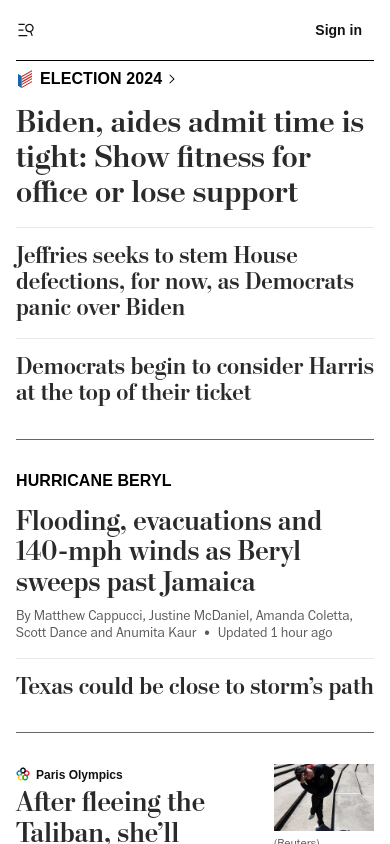 Sign in
ELECTION 2024
Biden, aides admit time is
tight: Show fitness for
office or lose support
Jeffries seeks to stem House
defections, for now, as Democrats
panic over Biden
Democrats begin to consider Harris
at the top of their ticket
HURRICANE BERYL
Flooding, evacuations and
140-mph winds as Beryl
sweeps past Jamaica
By Matthew Cappucci, Justine McDaniel, Amanda Coletta,
Scott Dance and Anumita Kaur • Updated 1 hour ago
Texas could be close to storm’s path
Paris Olympics
After fleeing the
Taliban, she’ll
(Reuters)